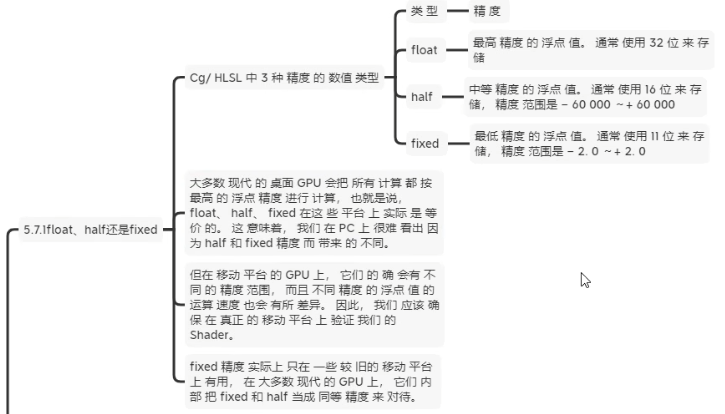 类型
精度
Cg/ HLSL 中 3 种 精度 的 数值 类型
float
最高 精度 的 浮点 值。 通常 使用 32 位 来 存
储
half
中等 精度 的 浮点 值。 通常 使用 16 位 来 存
储， 精度 范围是 − 60 000 ～+ 60 000
fixed
最低 精度 的 浮点 值。 通常 使用 11 位 来 存
储， 精度 范围是 − 2. 0 ～+ 2. 0
5.7.1float、half还是fixed
大多数 现代 的 桌面 GPU 会把 所有 计算 都 按
最高 的 浮点 精度 进行 计算， 也就是说，
float、 half、 fixed 在这 些 平台 上 实际 是 等
价 的。 这 意味着， 我们 在 PC 上 很难 看出 因
为 half 和 fixed 精度 而 带来 的 不同。
但在 移动 平台 的 GPU 上， 它们 的 确 会有 不
同 的 精度 范围， 而且 不同 精度 的 浮点 值 的
运算 速度 也会 有所 差异。 因此， 我们 应该 确
保 在 真正 的 移动 平台 上 验证 我们 的
Shader。
fixed 精度 实际上 只在 一些 较 旧的 移动 平台
上 有用， 在 大多数 现代 的 GPU 上， 它们 内
部 把 fixed 和 half 当成 同等 精度 来 对待。